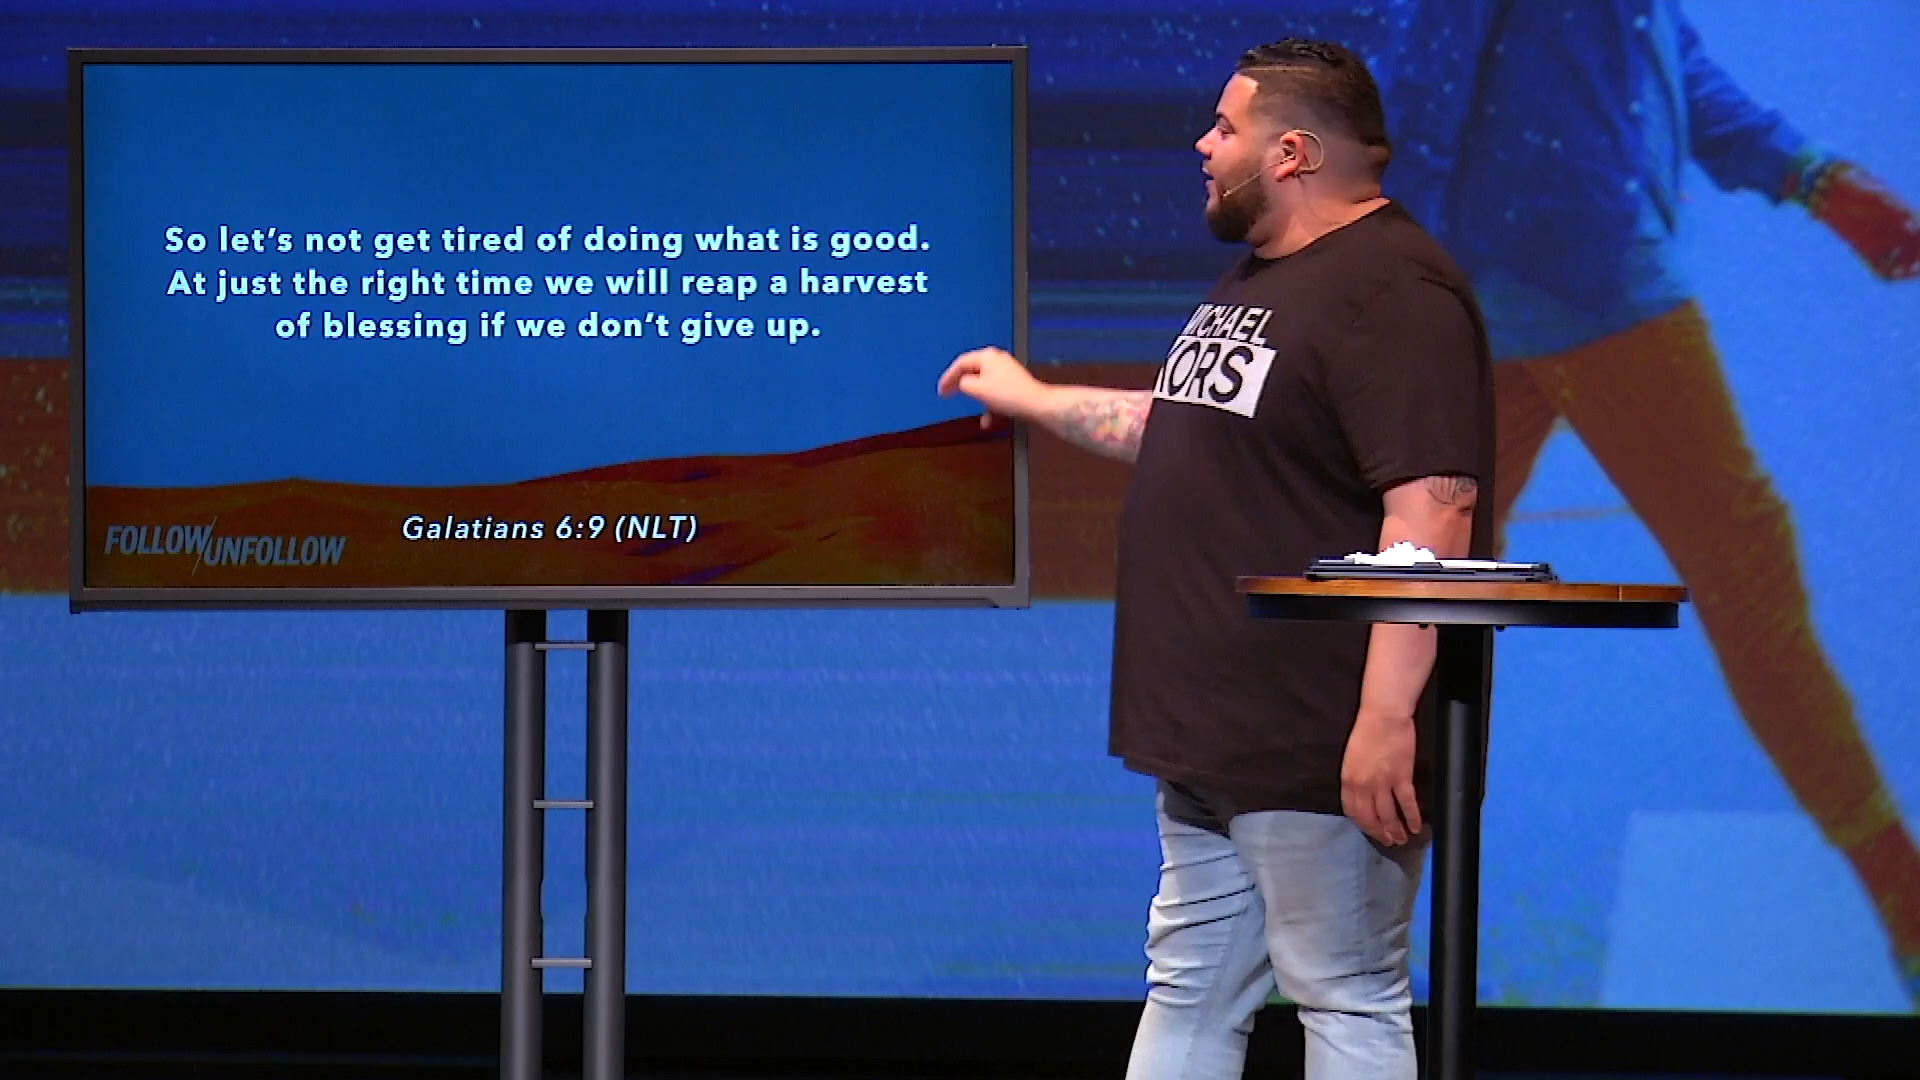 So let's not get tired of doing what is good.
At just the right time we will reap a harvest
of blessing if we don't give up.
Galatians 6:9 (NLT)
FOLLOW/UNFOLLOW
MICHAEL
KORS